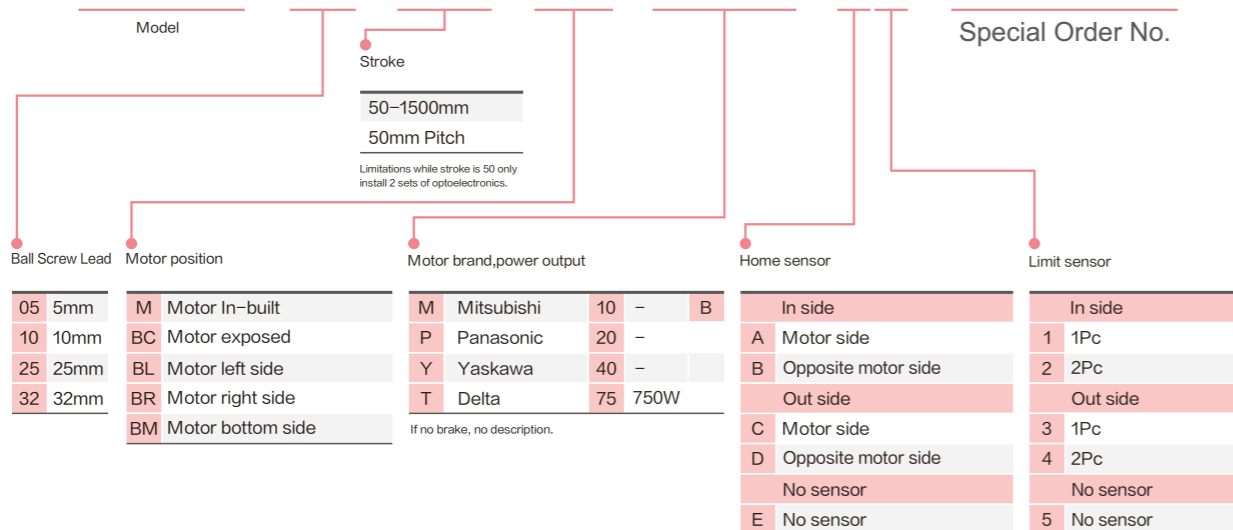 Model
Special Order No.
Stroke
50-1500mm
50mm Pitch
Limitations while stroke is 50 only
install 2 sets of optoelectronics.
Ball Screw Lead
05 5mm
10 10mm
25 25mm
32 32mm
Motor position
M Motor In-built
BC Motor exposed
BL Motor left side
BR Motor right side
BM Motor bottom side
Motor brand,power output
M Mitsubishi 10 - B
P Panasonic 20 -
Y Yaskawa 40 -
T Delta 75 750W
If no brake, no description.
Home sensor
In side
A Motor side
B Opposite motor side
Out side
C Motor side
D Opposite motor side
No sensor
E No sensor
Limit sensor
In side
1 1Pc
2 2Pc
Out side
3 1Pc
4 2Pc
No sensor
5 No sensor